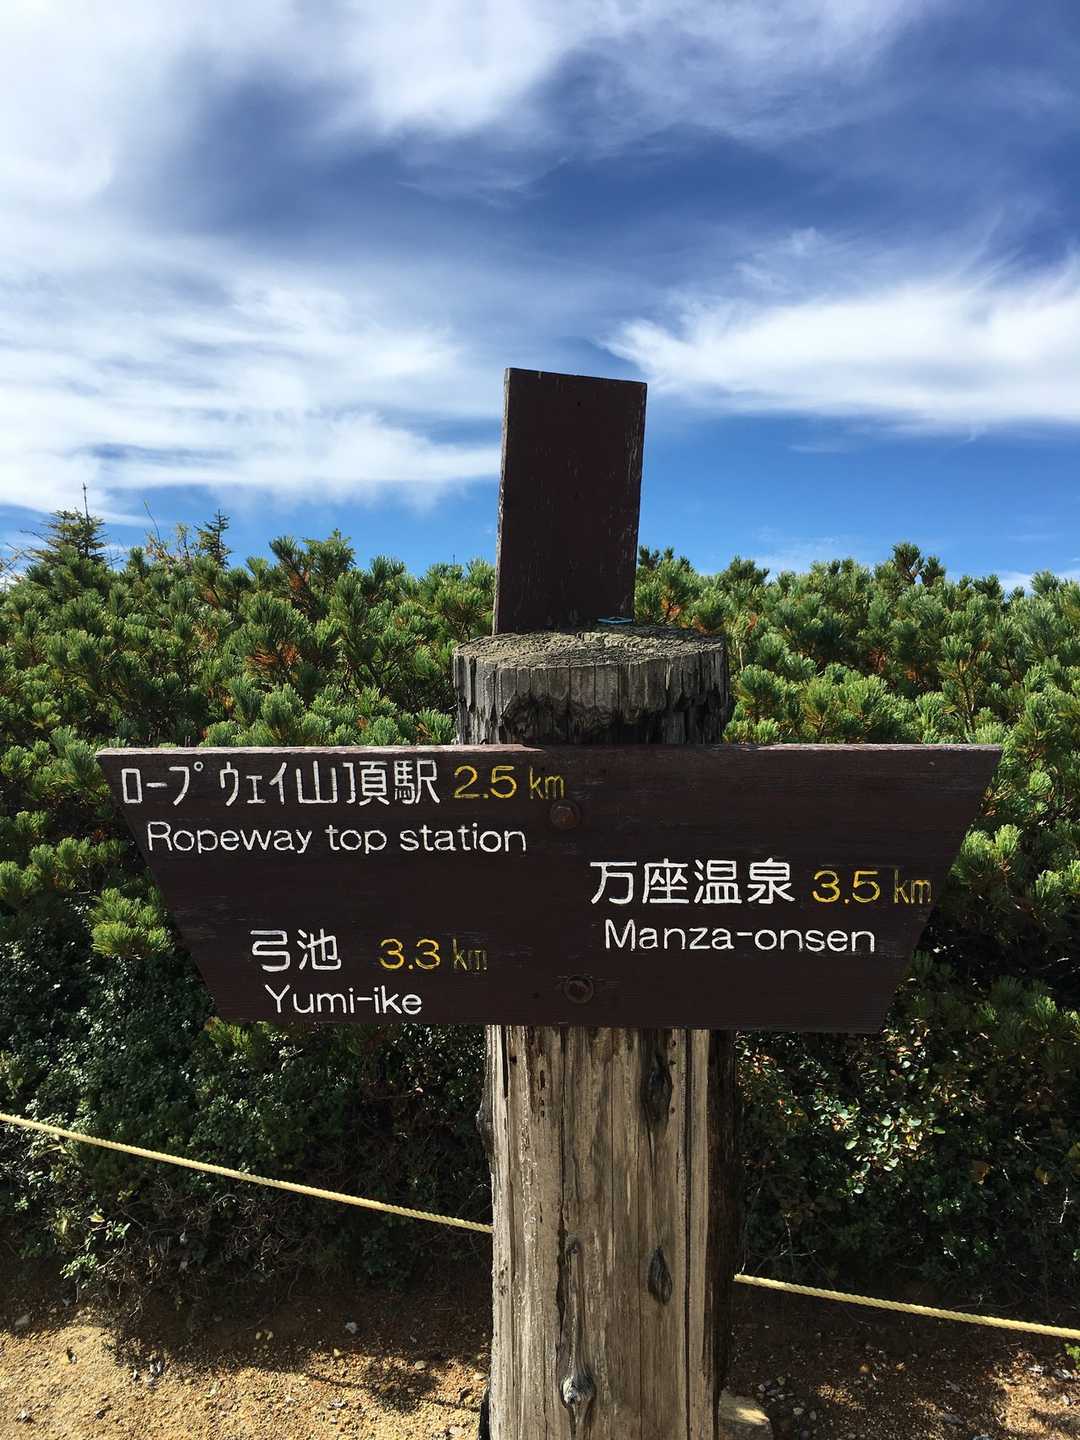 ロープウェイ山頂駅 2.5 km
Ropeway top station
万座温泉 3.5 km
Manza-onsen
弓池 3.3 km
Yumi-ike